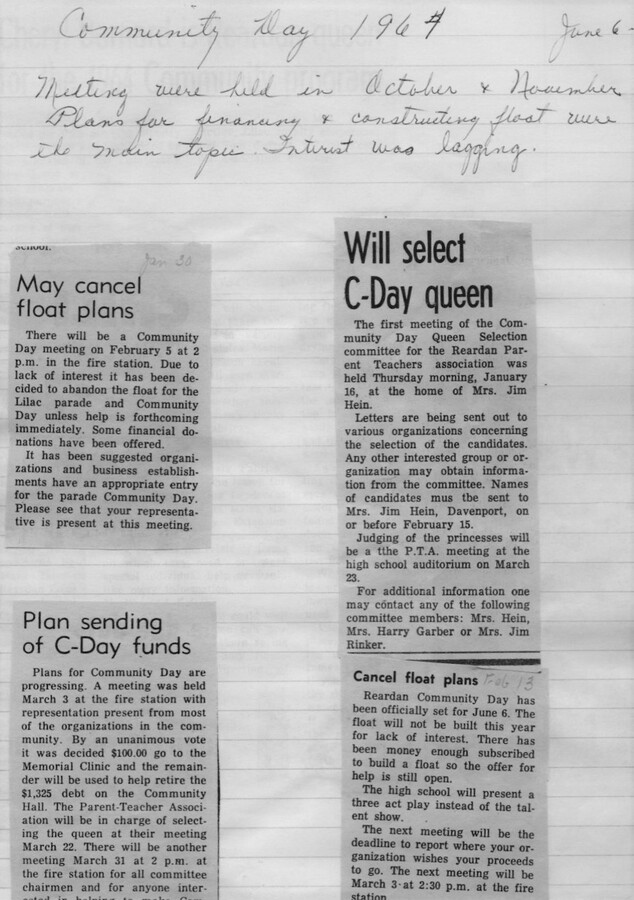 Community Day 1964 June 6-
Meeting were held in October & November
Plans for financing & constructing float were
the main topic. Interest was lagging.
school.
Jan 30
May cancel
float plans
There will be a Community
Day meeting on February 5 at 2
p.m. in the fire station. Due to
lack of interest it has been de-
cided to abandon the float for the
Lilac parade and Community
Day unless help is forthcoming
immediately. Some financial do-
nations have been offered.
It has been suggested organi-
zations and business establish-
ments have an appropriate entry
for the parade Community Day.
Please see that your representa-
tive is present at this meeting.
Plan sending
of C-Day funds
Plans for Community Day are
progressing. A meeting was held
March 3 at the fire station with
representation present from most
of the organizations in the com-
munity. By an unanimous vote
it was decided $100.00 go to the
Memorial Clinic and the remain-
der will be used to help retire the
$1,325 debt on the Community
Hall. The Parent-Teacher Associ-
ation will be in charge of select-
ing the queen at their meeting
March 22. There will be another
meeting March 31 at 2 p.m. at
the fire station for all committee
chairmen and for anyone inter-
ested in helping to make Com-
Will select
C-Day queen
The first meeting of the Com-
munity Day Queen Selection
committee for the Reardan Par-
ent Teachers association was
held Thursday morning, January
16, at the home of Mrs. Jim
Hein.
Letters are being sent out to
various organizations concerning
the selection of the candidates.
Any other interested group or or-
ganization may obtain informa-
tion from the committee. Names
of candidates mus the sent to
Mrs. Jim Hein, Davenport, on
or before February 15.
Judging of the princesses will
be a tthe P.T.A. meeting at the
high school auditorium on March
23.
For additional information one
may contact any of the following
committee members: Mrs. Hein,
Mrs. Harry Garber or Mrs. Jim
Rinker.
Cancel float plans Feb 13
Reardan Community Day has
been officially set for June 6. The
float will not be built this year
for lack of interest. There has
been money enough subscribed
to build a float so the offer for
help is still open.
The high school will present a
three act play instead of the tal-
ent show.
The next meeting will be the
deadline to report where your or-
ganization wishes your proceeds
to go. The next meeting will be
March 3 at 2:30 p.m. at the fire
station.